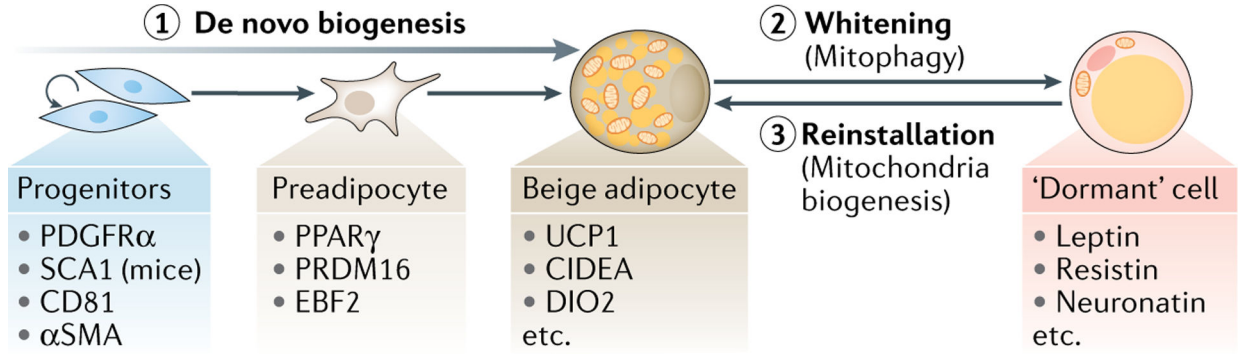 ① De novo biogenesis
② Whitening
(Mitophagy)
③ Reinstallation
(Mitochondria
biogenesis)
Progenitors
• PDGFRα
• SCA1 (mice)
• CD81
• αSMA
Preadipocyte
• PPARγ
• PRDM16
• EBF2
Beige adipocyte
• UCP1
• CIDEA
• DIO2
etc.
‘Dormant’ cell
• Leptin
• Resistin
• Neuronatin
etc.